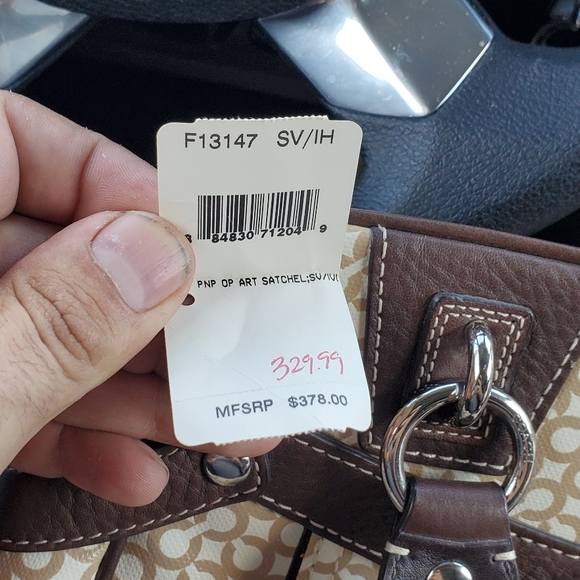 F13147 SV/IH
84830 71204 9
PNP OP ART SATCHEL;SV/
329.99
MFSRP $378.00